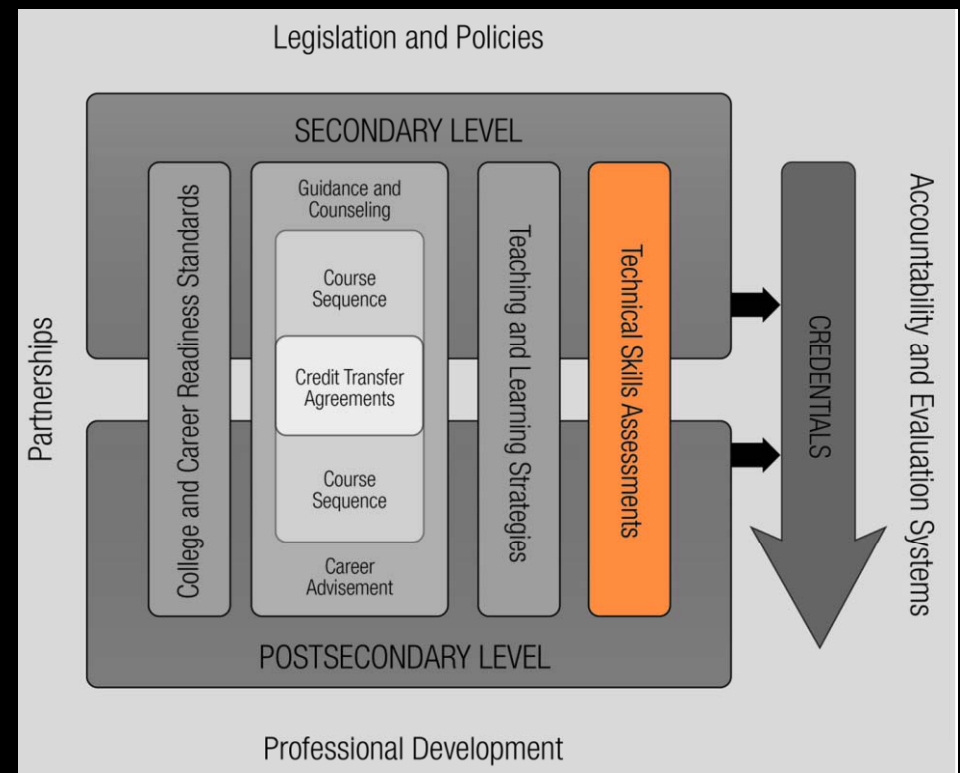 Legislation and Policies
SECONDARY LEVEL
Partnerships
College and Career Readiness Standards
Guidance and
Counseling
Course
Sequence
Credit Transfer
Agreements
Course
Sequence
Career
Advisement
Teaching and Learning Strategies
Technical Skills Assessments
CREDENTIALS
Accountability and Evaluation Systems
POSTSECONDARY LEVEL
Professional Development